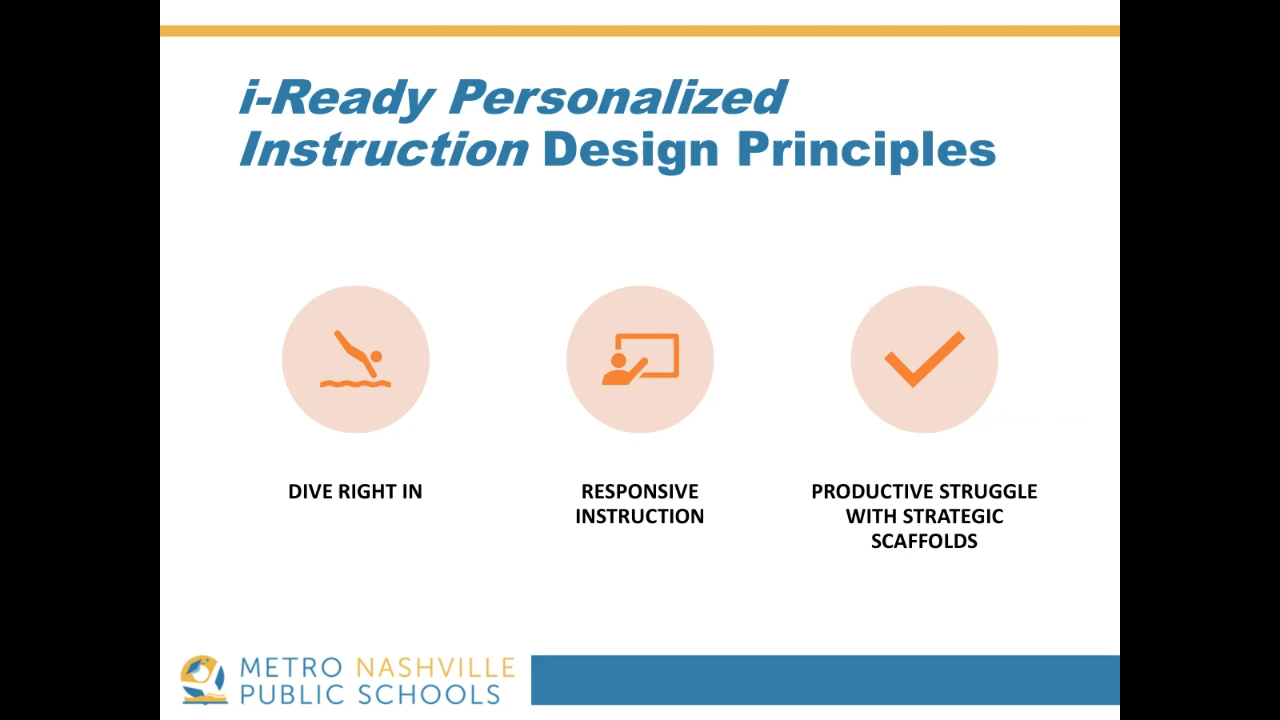 i-Ready Personalized
Instruction Design Principles
DIVE RIGHT IN
RESPONSIVE
INSTRUCTION
PRODUCTIVE STRUGGLE
WITH STRATEGIC
SCAFFOLDS
METRO NASHVILLE
PUBLIC SCHOOLS